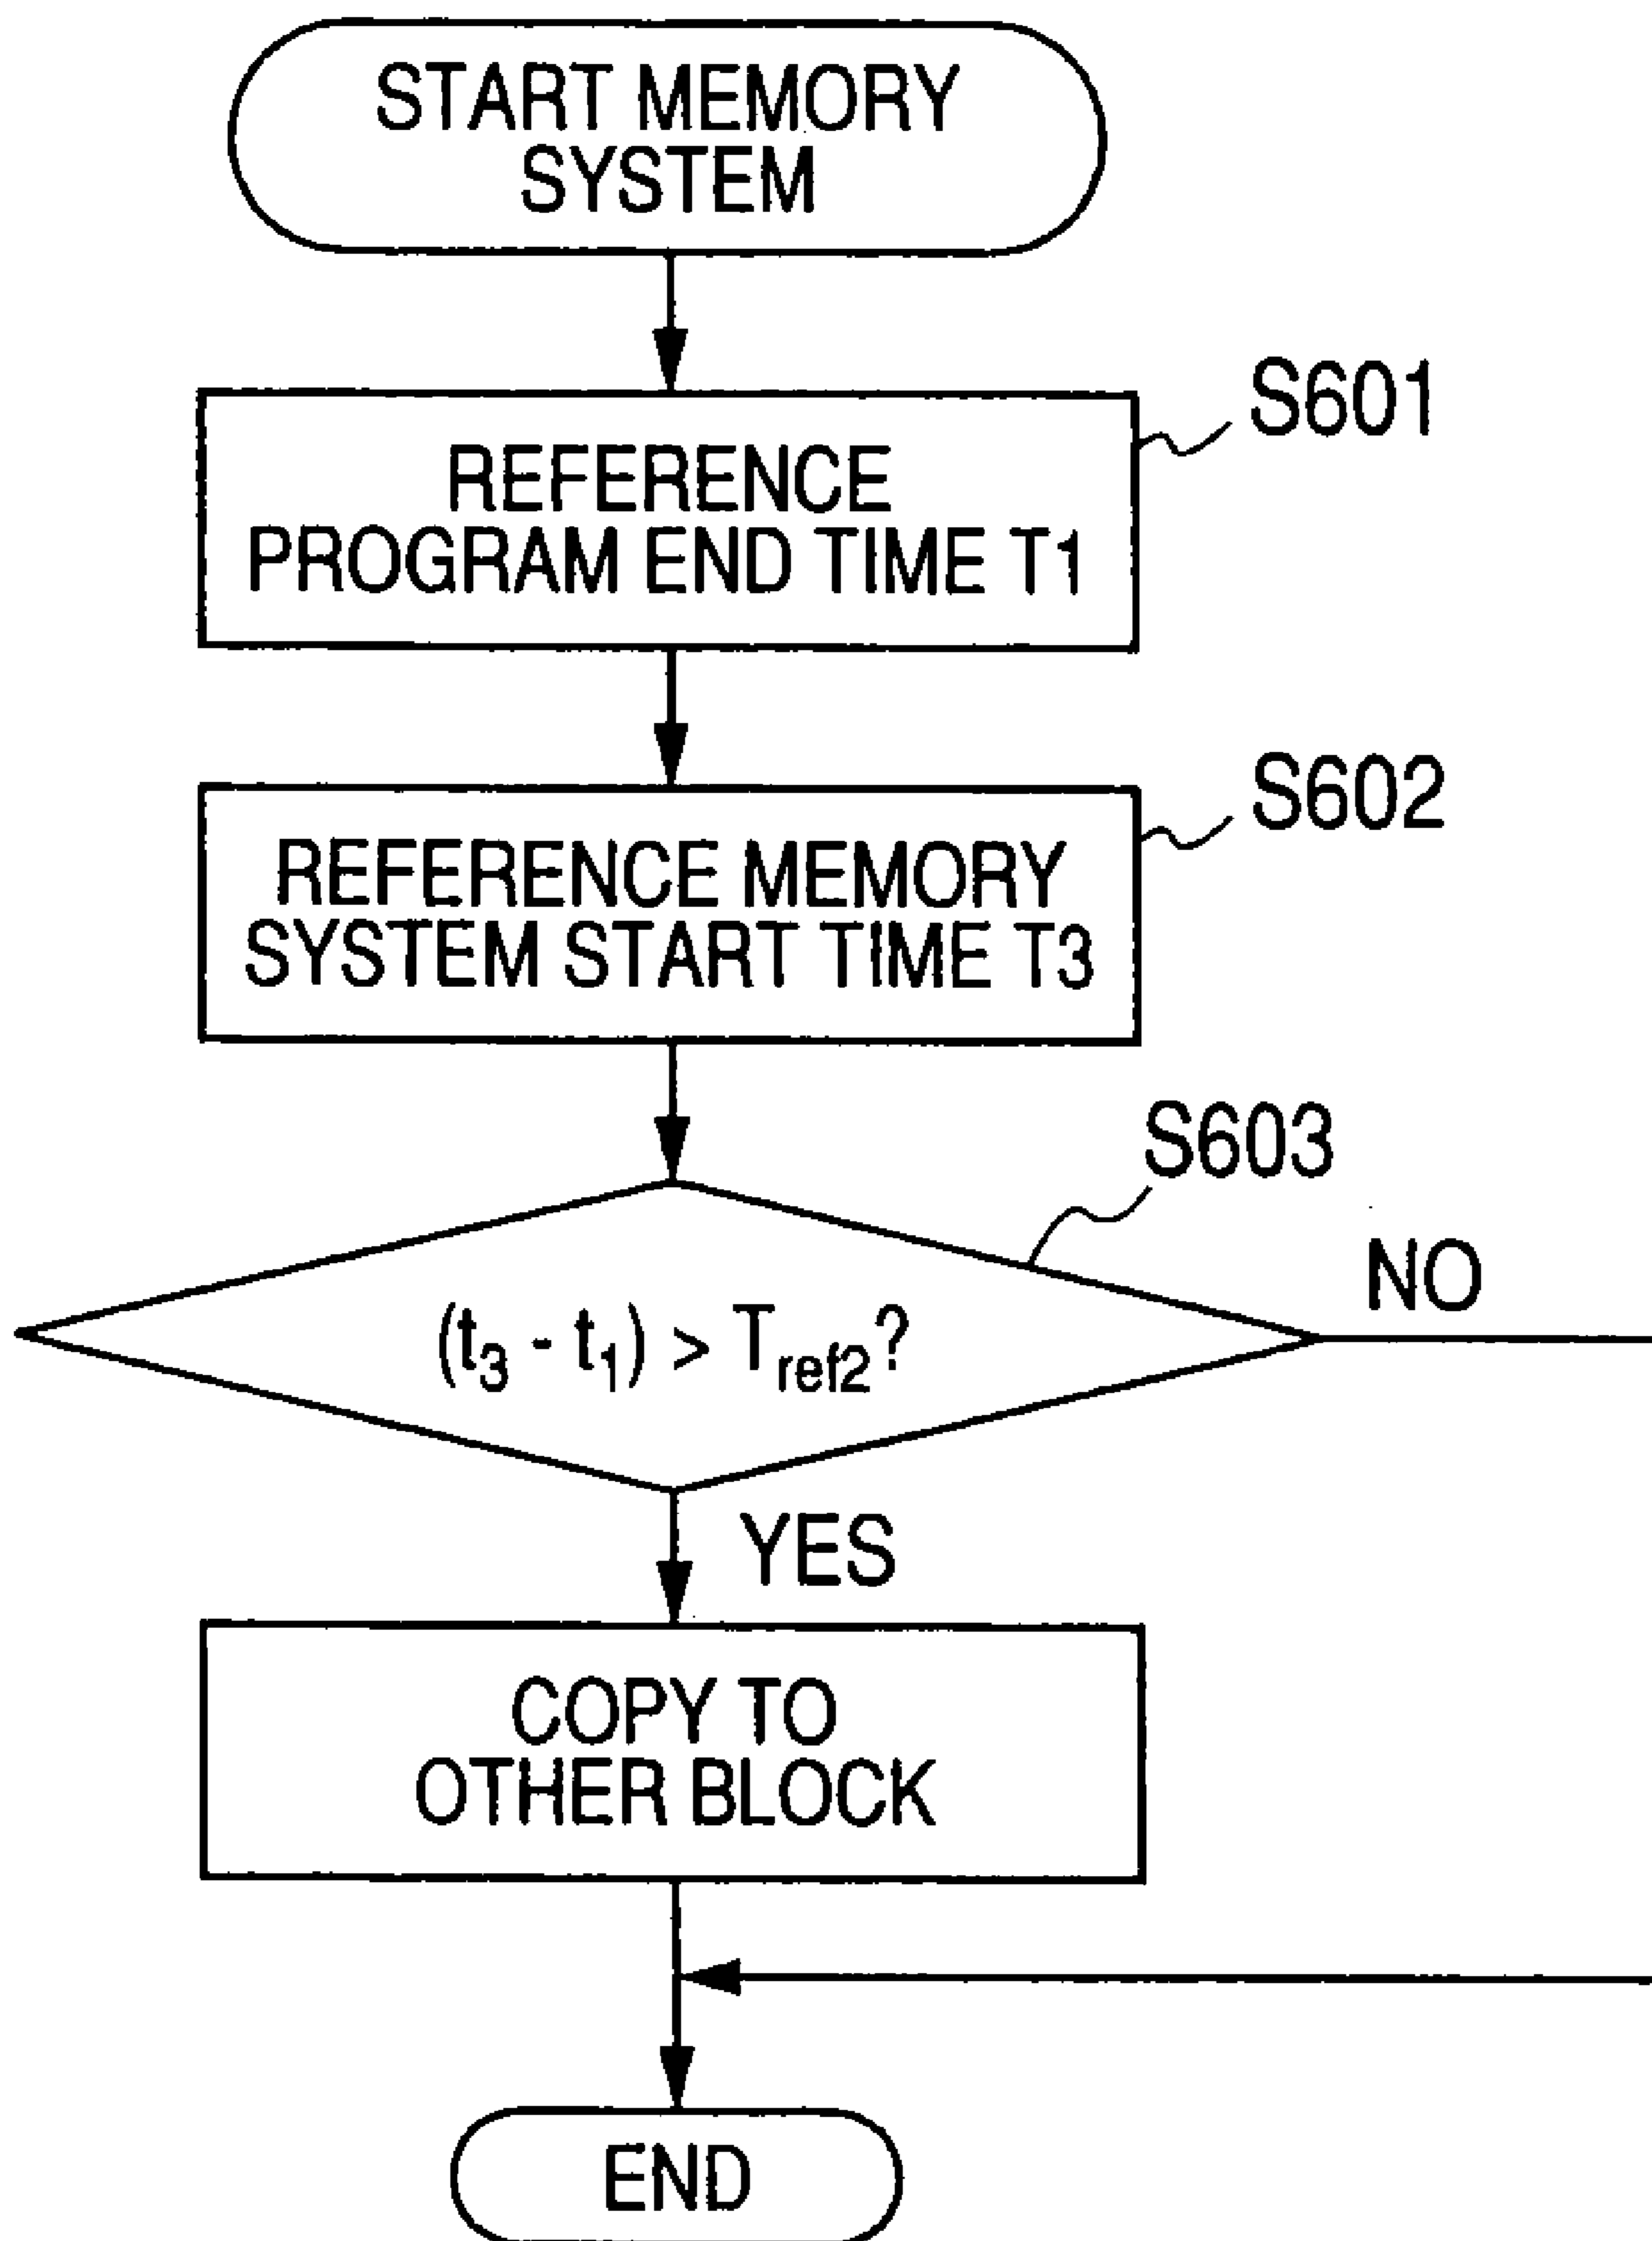 START MEMORY
SYSTEM
S601
REFERENCE
PROGRAM END TIME T1
S602
REFERENCE MEMORY
SYSTEM START TIME T3
S603
(t3 - t1) > Tref2?
NO
YES
COPY TO
OTHER BLOCK
END